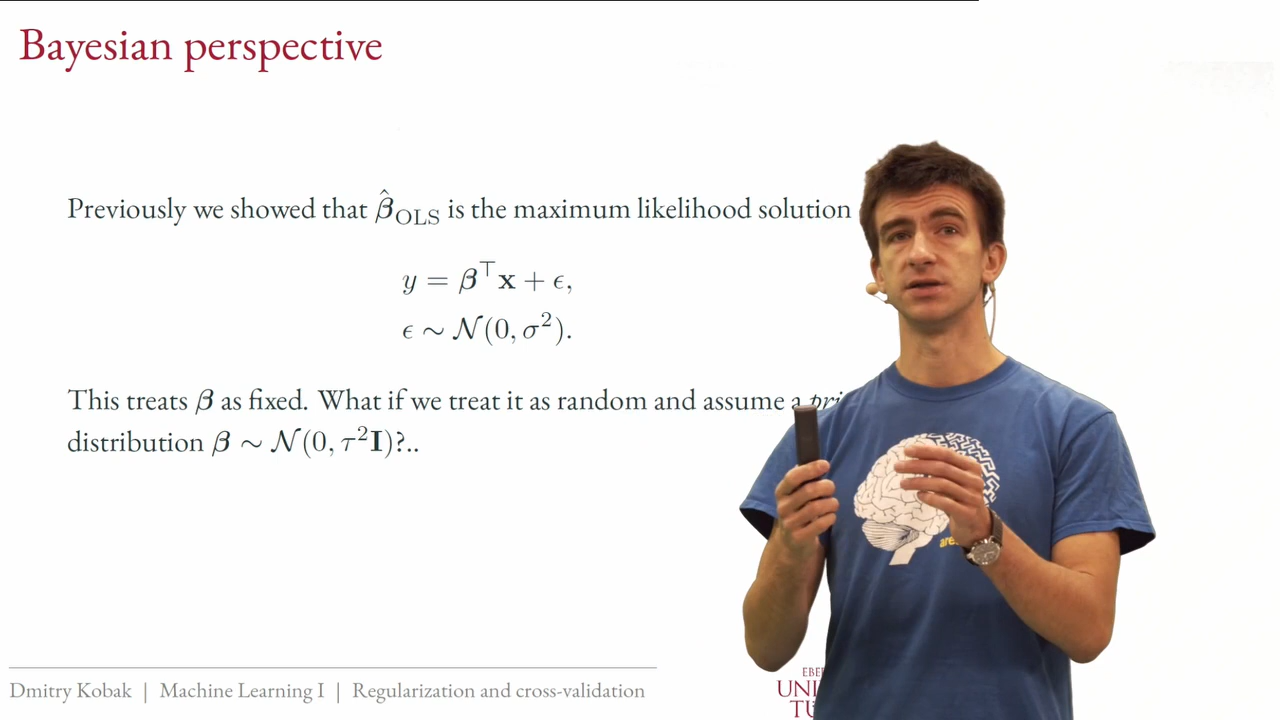 Bayesian perspective
Previously we showed that β̂_OLS is the maximum likelihood solution
y = β^⊤x + ϵ,
ϵ ∼ 𝒩(0, σ²).
This treats β as fixed. What if we treat it as random and assume a
distribution β ∼ 𝒩(0, τ²I)?..
Dmitry Kobak | Machine Learning I | Regularization and cross-validation